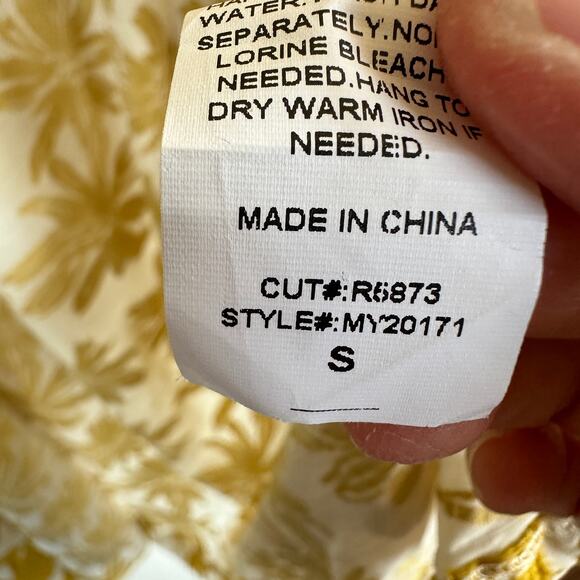 WATER.
SEPARATELY.NO
LORINE BLEACH
NEEDED.HANG TO
DRY WARM IRON IF
NEEDED.
MADE IN CHINA
CUT#:R6873
STYLE#:MY20171
S